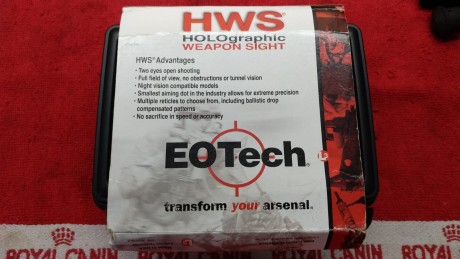 HWS®
HOLOgraphic
WEAPON SIGHT
HWS® Advantages
• Two eyes open shooting
• Full field of view, no obstructions or tunnel vision
• Night vision compatible models
• Smallest aiming dot in the industry allows for extreme precision
• Multiple reticles to choose from, including ballistic drop
compensated patterns
• No sacrifice in speed or accuracy
EOTech®
L3
transform your arsenal.
ROYAL CANIN
ROYAL CANIN
ROYAL CANIN